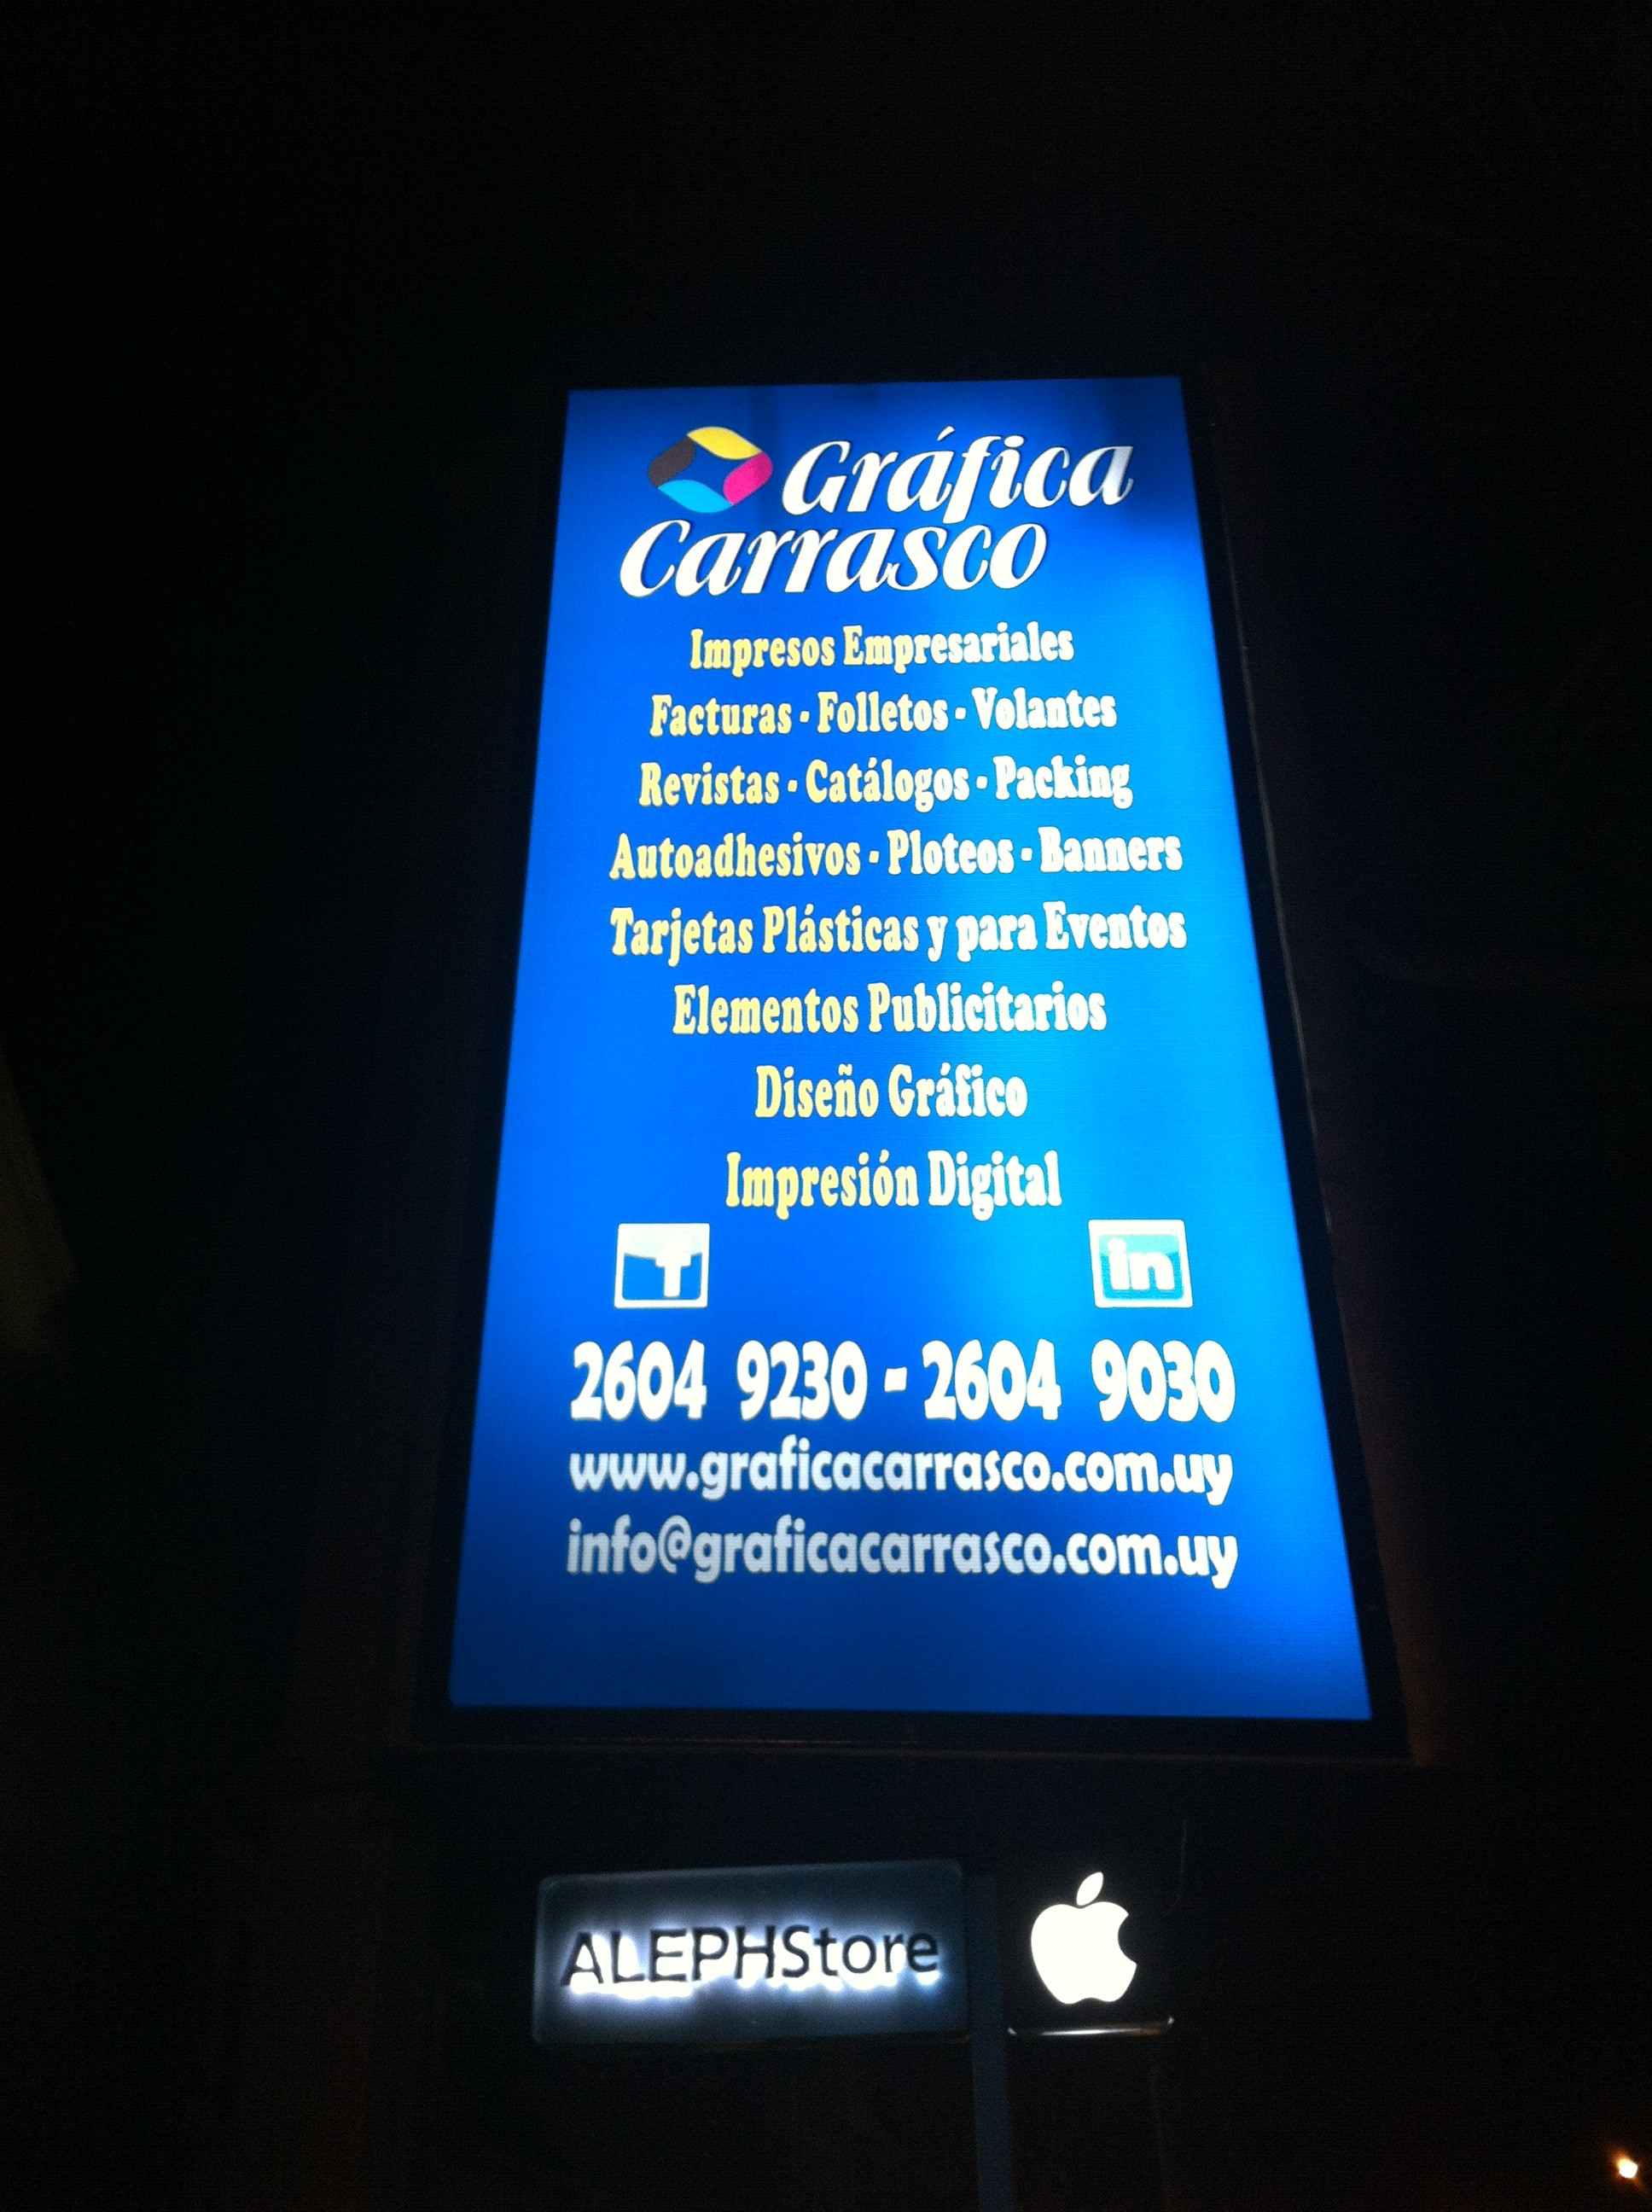 Gráfica
Carrasco
Impresos Empresariales
Facturas - Folletos - Volantes
Revistas - Catálogos - Packing
Autoadhesivos - Ploteos - Banners
Tarjetas Plásticas y para Eventos
Elementos Publicitarios
Diseño Gráfico
Impresión Digital
f in
2604 9230 - 2604 9030
www.graficacarrasco.com.uy
info@graficacarrasco.com.uy
ALEPHStore